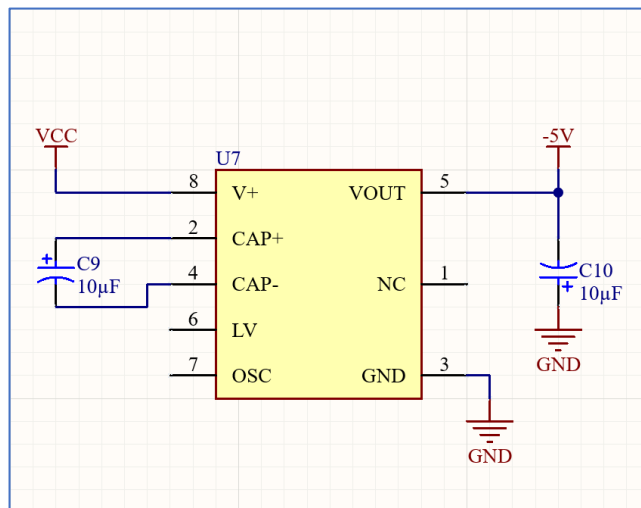 VCC
-5V
U7
8
V+
VOUT
5
2
CAP+
+
C9
10µF
4
CAP-
NC
1
C10
+
10µF
6
LV
7
OSC
GND
3
GND
GND